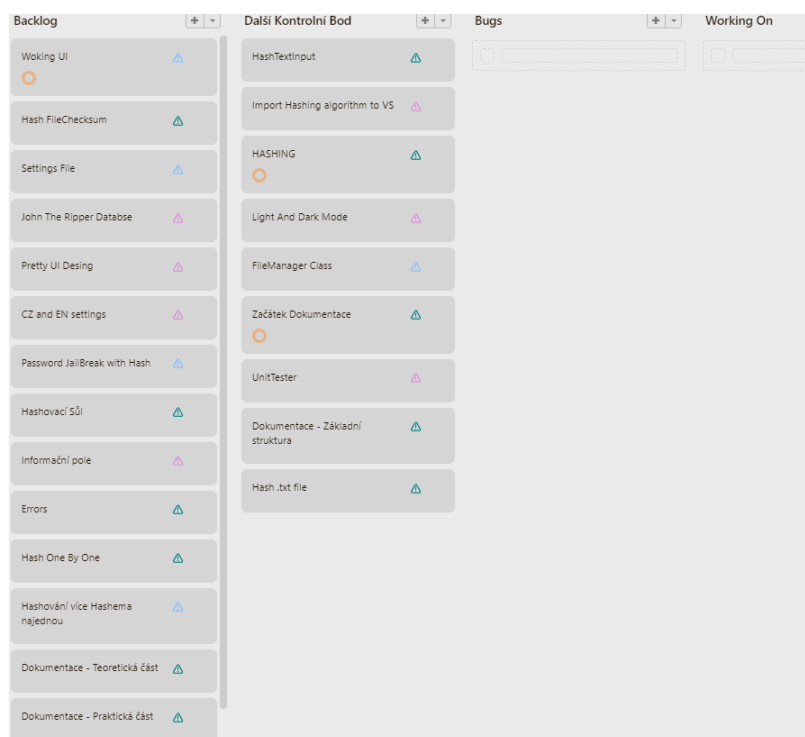 Backlog
Woking UI
Hash FileChecksum
Settings File
John The Ripper Databse
Pretty UI Desing
CZ and EN settings
Password JailBreak with Hash
Hashovací Sůl
Informační pole
Errors
Hash One By One
Hashování více Hashema
najednou
Dokumentace - Teoretická část
Dokumentace - Praktická část
Další Kontrolní Bod
HashTextInput
Import Hashing algorithm to VS
HASHING
Light And Dark Mode
FileManager Class
Začátek Dokumentace
UnitTester
Dokumentace - Základní
struktura
Hash .txt file
Bugs
Working On